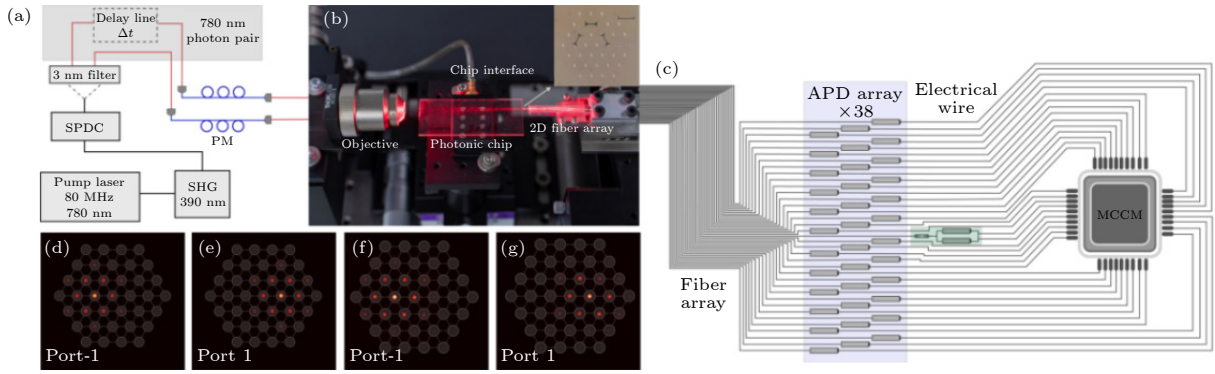 (a)
Delay line
Δt
780 nm
photon pair
3 nm filter
SPDC
PM
Pump laser
80 MHz
780 nm
SHG
390 nm
(b)
Chip interface
2D fiber array
Objective
Photonic chip
(c)
APD array
×38
Electrical
wire
MCCM
Fiber
array
(d)
Port-1
(e)
Port 1
(f)
Port-1
(g)
Port 1